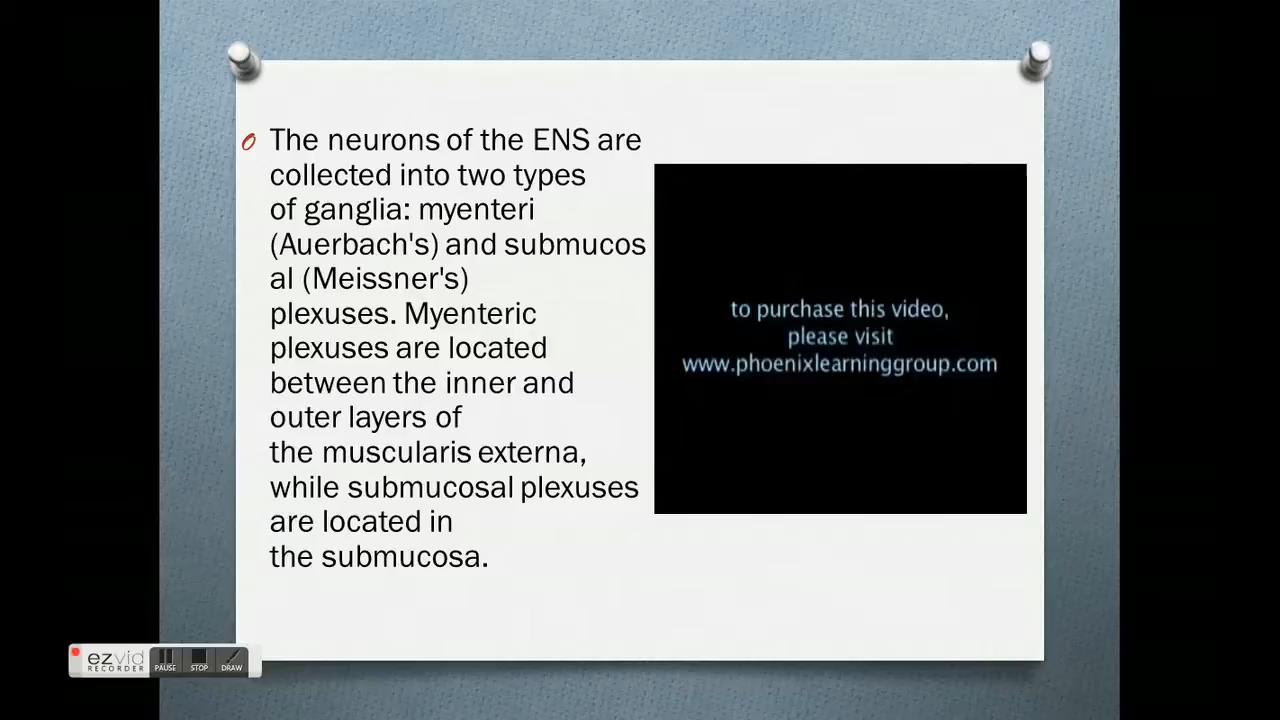 The neurons of the ENS are
collected into two types
of ganglia: myenteri
(Auerbach's) and submucos
al (Meissner's)
plexuses. Myenteric
plexuses are located
between the inner and
outer layers of
the muscularis externa,
while submucosal plexuses
are located in
the submucosa.
to purchase this video,
please visit
www.phoenixlearninggroup.com
ezvid
RECORDER
PAUSE
STOP
DRAW